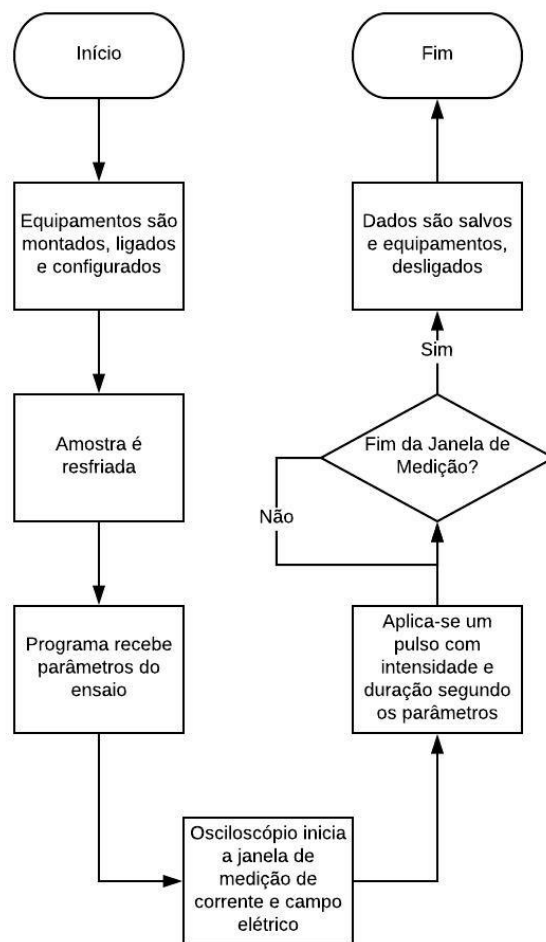 Início
Equipamentos são
montados, ligados
e configurados
Amostra é
resfriada
Programa recebe
parâmetros do
ensaio
Osciloscópio inicia
a janela de
medição de
corrente e campo
elétrico
Aplica-se um
pulso com
intensidade e
duração segundo
os parâmetros
Fim da Janela de
Medição?
Não
Sim
Dados são salvos
e equipamentos,
desligados
Fim